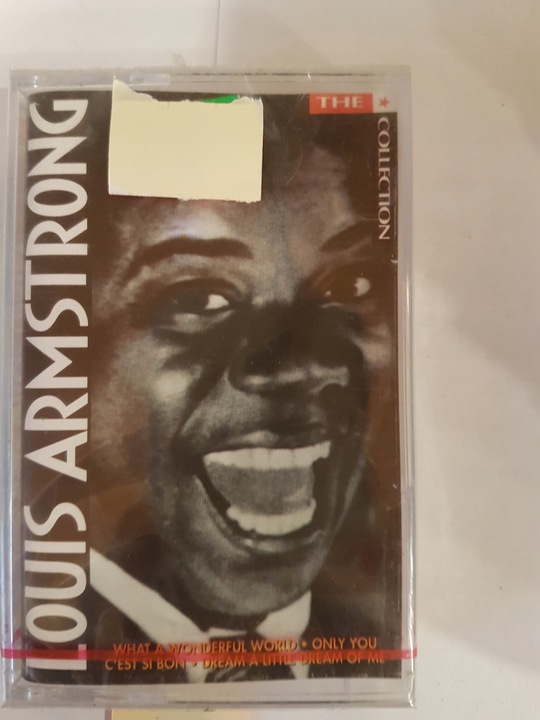 LOUIS ARMSTRONG
THE
COLLECTION
WHAT A WONDERFUL WORLD • ONLY YOU
C'EST SI BON • DREAM A LITTLE DREAM OF ME